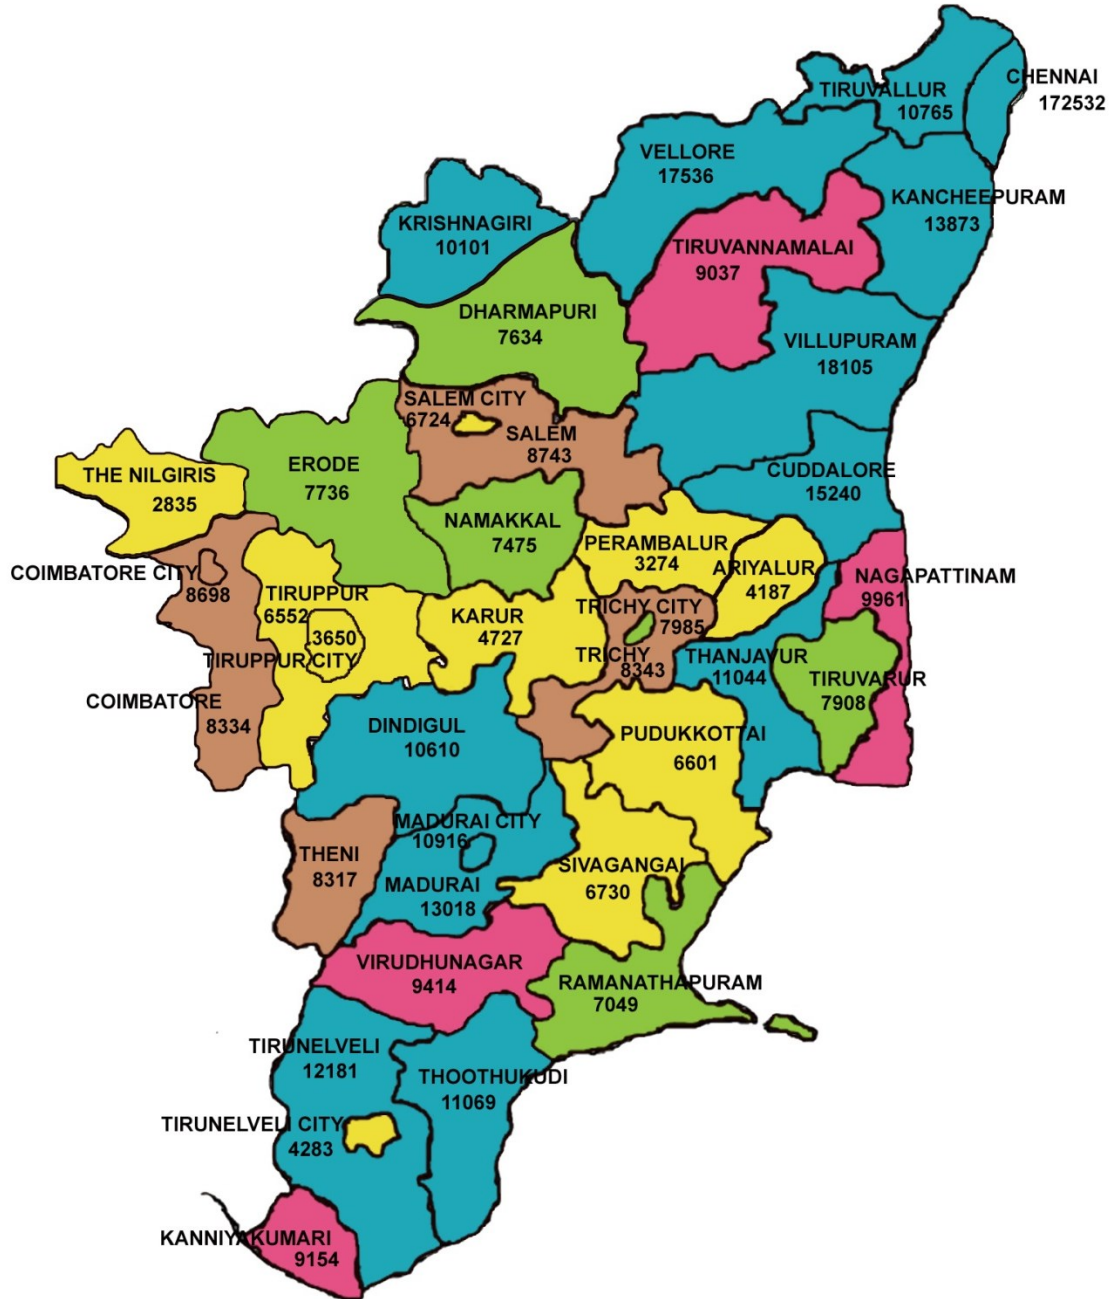 CHENNAI
172532
TIRUVALLUR
10765
VELLORE
17536
KANCHEEPURAM
13873
KRISHNAGIRI
10101
TIRUVANNAMALAI
9037
DHARMAPURI
7634
VILLUPURAM
18105
SALEM CITY
6724
SALEM
8743
ERODE
7736
THE NILGIRIS
2835
CUDDALORE
15240
NAMAKKAL
7475
PERAMBALUR
3274
ARIYALUR
4187
COIMBATORE CITY
8698
NAGAPATTINAM
9961
TIRUPPUR
6552
3650
TIRUPPUR CITY
KARUR
4727
TRICHY CITY
7985
TRICHY
8343
THANJAVUR
11044
TIRUVARUR
7908
COIMBATORE
8334
DINDIGUL
10610
PUDUKKOTTAI
6601
MADURAI CITY
10916
THENI
8317
MADURAI
13018
SIVAGANGAI
6730
VIRUDHUNAGAR
9414
RAMANATHAPURAM
7049
TIRUNELVELI
12181
THOOTHUKUDI
11069
TIRUNELVELI CITY
4283
KANNIYAKUMARI
9154